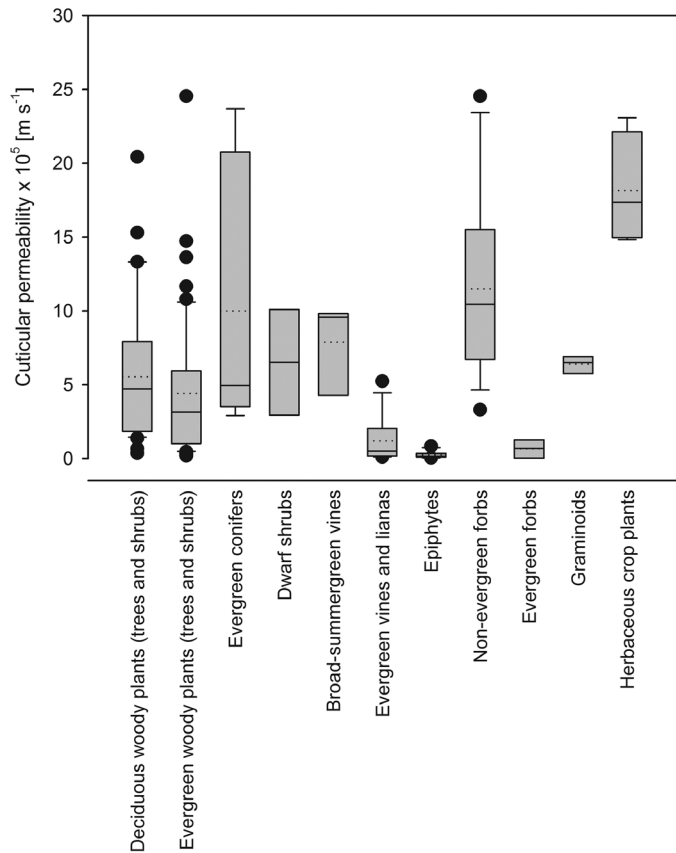 Cuticular permeability x 10⁵ [m s⁻¹]
30
25
20
15
10
5
0
Deciduous woody plants (trees and shrubs)
Evergreen woody plants (trees and shrubs)
Evergreen conifers
Dwarf shrubs
Broad-summergreen vines
Evergreen vines and lianas
Epiphytes
Non-evergreen forbs
Evergreen forbs
Graminoids
Herbaceous crop plants